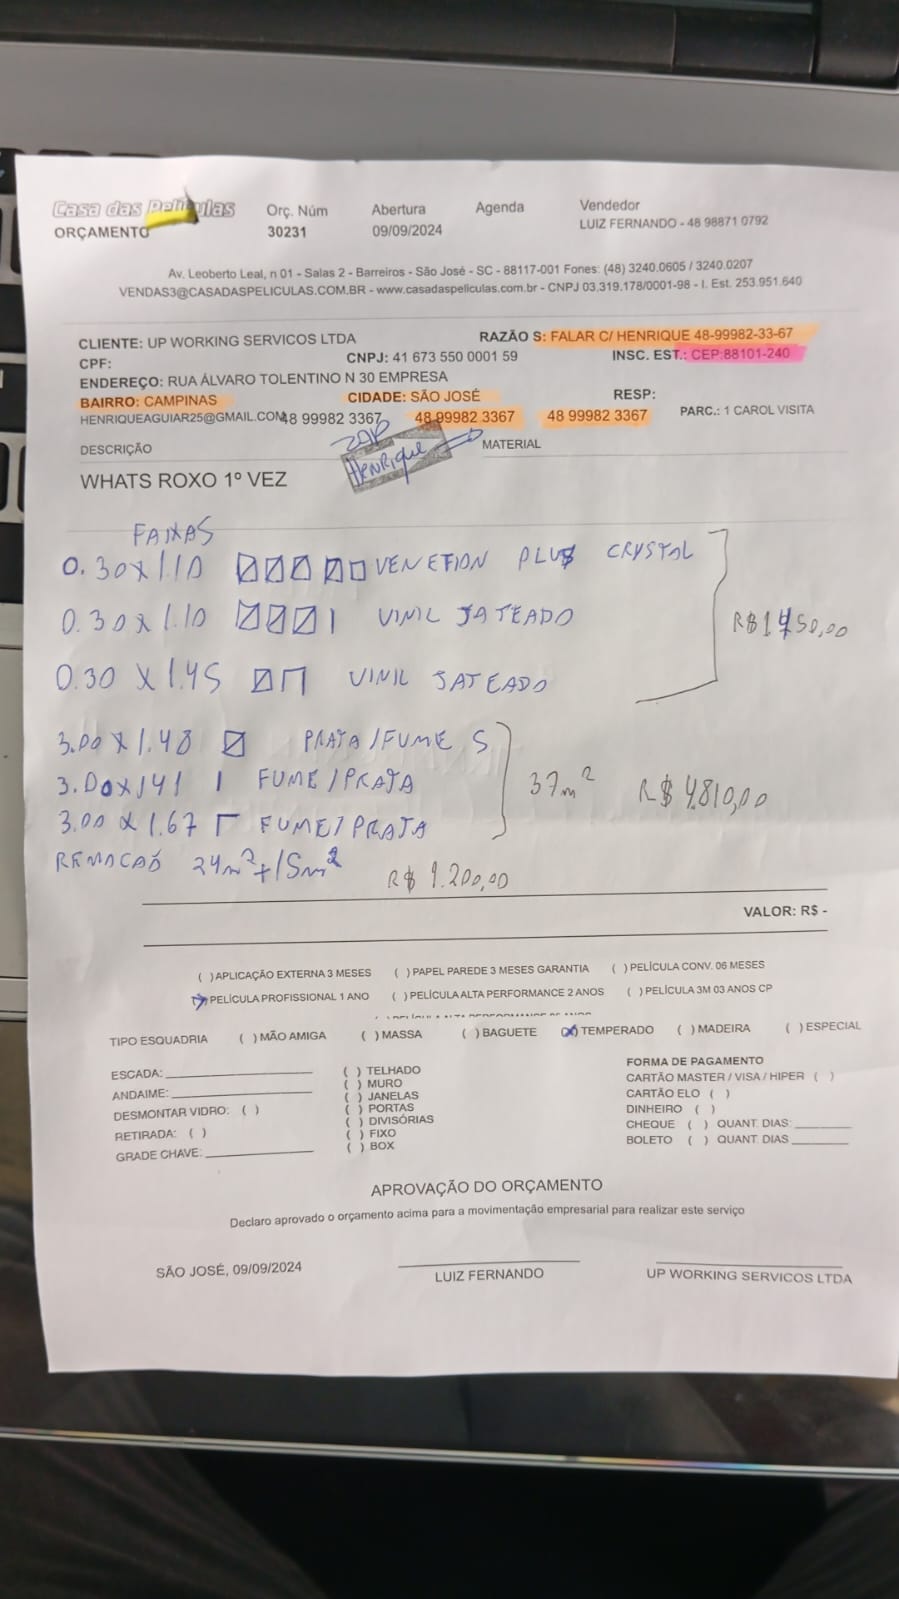 Casa das Películas
Orç. Núm Abertura Agenda Vendedor
ORÇAMENTO 30231 09/09/2024 LUIZ FERNANDO - 48 98871 0792
Av. Leoberto Leal, n 01 - Salas 2 - Barreiros - São José - SC - 88117-001 Fones: (48) 3240.0605 / 3240.0207
VENDAS3@CASADASPELICULAS.COM.BR - www.casadaspeliculas.com.br - CNPJ 03.319.178/0001-98 - I. Est. 253.951.640
CLIENTE: UP WORKING SERVICOS LTDA RAZÃO S: FALAR C/ HENRIQUE 48-99982-33-67
CPF: CNPJ: 41 673 550 0001 59 INSC. EST.: CEP:88101-240
ENDEREÇO: RUA ÁLVARO TOLENTINO N 30 EMPRESA
BAIRRO: CAMPINAS CIDADE: SÃO JOSÉ RESP:
HENRIQUEAGUIAR25@GMAIL.COM 48 99982 3367 48 99982 3367 48 99982 3367 PARC.: 1 CAROL VISITA
ZAP
DESCRIÇÃO HENRIQUE MATERIAL
WHATS ROXO 1º VEZ
FAIXAS
0.30 x 1.10 VENETION PLUS CRYSTAL
0.30 x 1.10 VINIL JATEADO R$ 1450,00
0.30 X 1.45 VINIL JATEADO
3.00 X 1.48 PRATA/FUME S
3.00 x 141 FUME/PRATA 37m² R$ 4.810,00
3.00 x 1.67 FUME/PRATA
REMOCAÕ 24m² + 15m² R$ 1.200,00
VALOR: R$ -
( ) APLICAÇÃO EXTERNA 3 MESES ( ) PAPEL PAREDE 3 MESES GARANTIA ( ) PELÍCULA CONV. 06 MESES
PELÍCULA PROFISSIONAL 1 ANO ( ) PELÍCULA ALTA PERFORMANCE 2 ANOS ( ) PELÍCULA 3M 03 ANOS CP
TIPO ESQUADRIA ( ) MÃO AMIGA ( ) MASSA ( ) BAGUETE (X) TEMPERADO ( ) MADEIRA ( ) ESPECIAL
ESCADA: ( ) TELHADO FORMA DE PAGAMENTO
ANDAIME: ( ) MURO CARTÃO MASTER / VISA / HIPER ( )
( ) JANELAS CARTÃO ELO ( )
DESMONTAR VIDRO: ( ) ( ) PORTAS DINHEIRO ( )
RETIRADA: ( ) ( ) DIVISÓRIAS CHEQUE ( ) QUANT. DIAS:
( ) FIXO BOLETO ( ) QUANT. DIAS
GRADE CHAVE: ( ) BOX
APROVAÇÃO DO ORÇAMENTO
Declaro aprovado o orçamento acima para a movimentação empresarial para realizar este serviço
SÃO JOSÉ, 09/09/2024 LUIZ FERNANDO UP WORKING SERVICOS LTDA